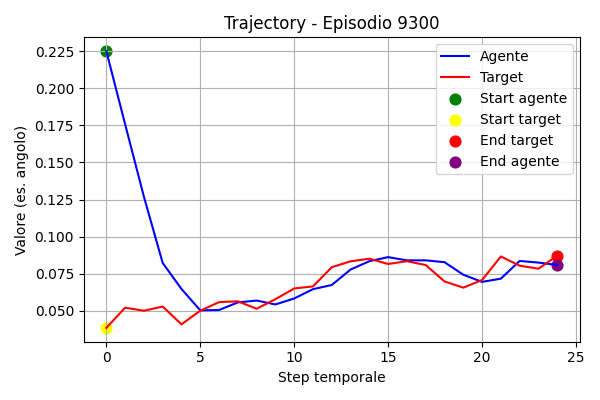 Trajectory - Episodio 9300
Valore (es. angolo)
0.225
0.200
0.175
0.150
0.125
0.100
0.075
0.050
Agente
Target
Start agente
Start target
End target
End agente
0 5 10 15 20 25
Step temporale